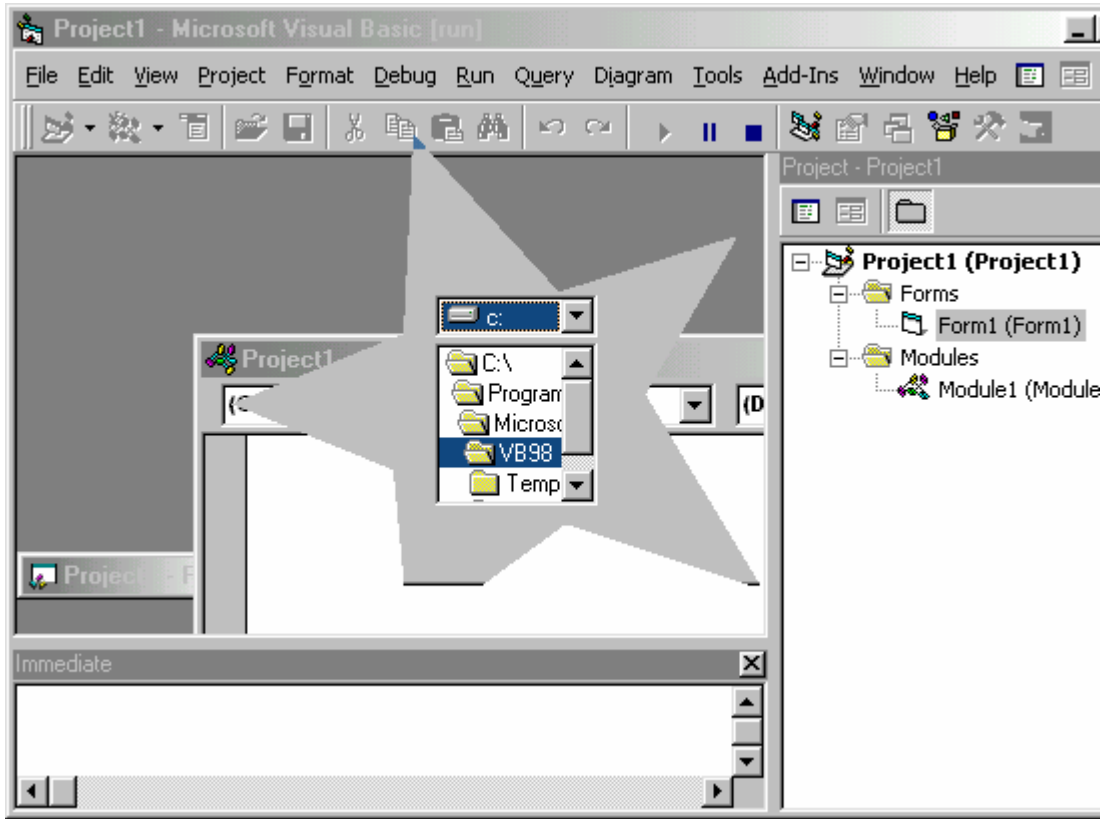 Project1 - Microsoft Visual Basic [run]
File Edit View Project Format Debug Run Query Diagram Tools Add-Ins Window Help
Project - Project1
Project1 (Project1)
Forms
Form1 (Form1)
Modules
Module1 (Module
c:
C:\
Program
Microso
VB98
Temp
Project1
(D
Project
Immediate